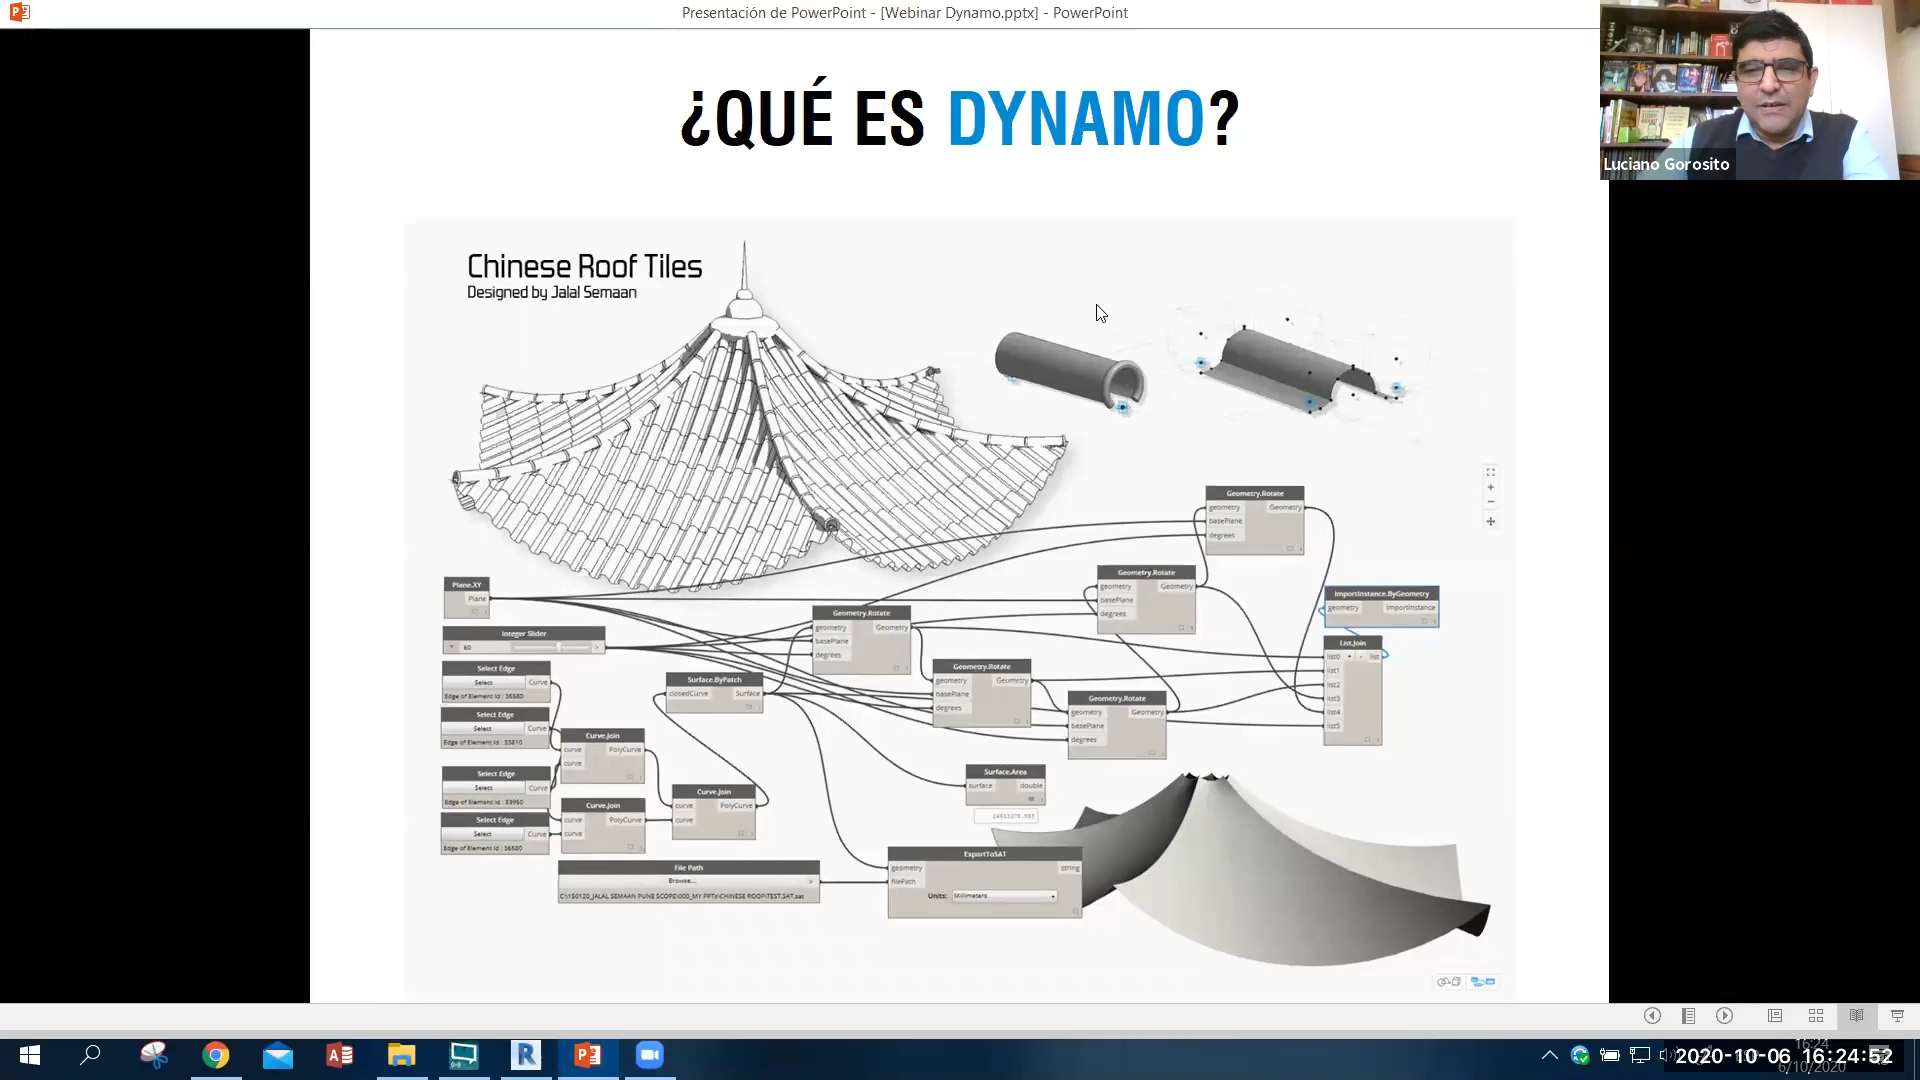 Presentación de PowerPoint - [Webinar Dynamo.pptx] - PowerPoint
¿QUÉ ES DYNAMO?
Luciano Gorosito
Chinese Roof Tiles
Designed by Jalal Semaan
Geometry.Rotate
geometry Geometry
basePlane
degrees
Geometry.Rotate
geometry Geometry
basePlane
degrees
ImportInstance.ByGeometry
geometry ImportInstance
Plane.XY
Plane
Integer Slider
60
Geometry.Rotate
geometry Geometry
basePlane
degrees
List.Join
list0 + - list
list1
list2
list3
list4
list5
Select Edge
Select Curve
Edge of Element Id : 36580
Surface.ByPatch
closedCurve Surface
Geometry.Rotate
geometry Geometry
basePlane
degrees
Geometry.Rotate
geometry Geometry
basePlane
degrees
Select Edge
Select Curve
Edge of Element Id : 33810
Curve.Join
curve PolyCurve
curve
Select Edge
Select Curve
Edge of Element Id : 33950
Surface.Area
surface double
Curve.Join
curve PolyCurve
curve
Curve.Join
curve PolyCurve
curve
Select Edge
Select Curve
Edge of Element Id : 36580
File Path
Browse...
ExportToSAT
geometry string
filePath
Units: Millimeters
16:24
6/10/2020
2020-10-06 16:24:52